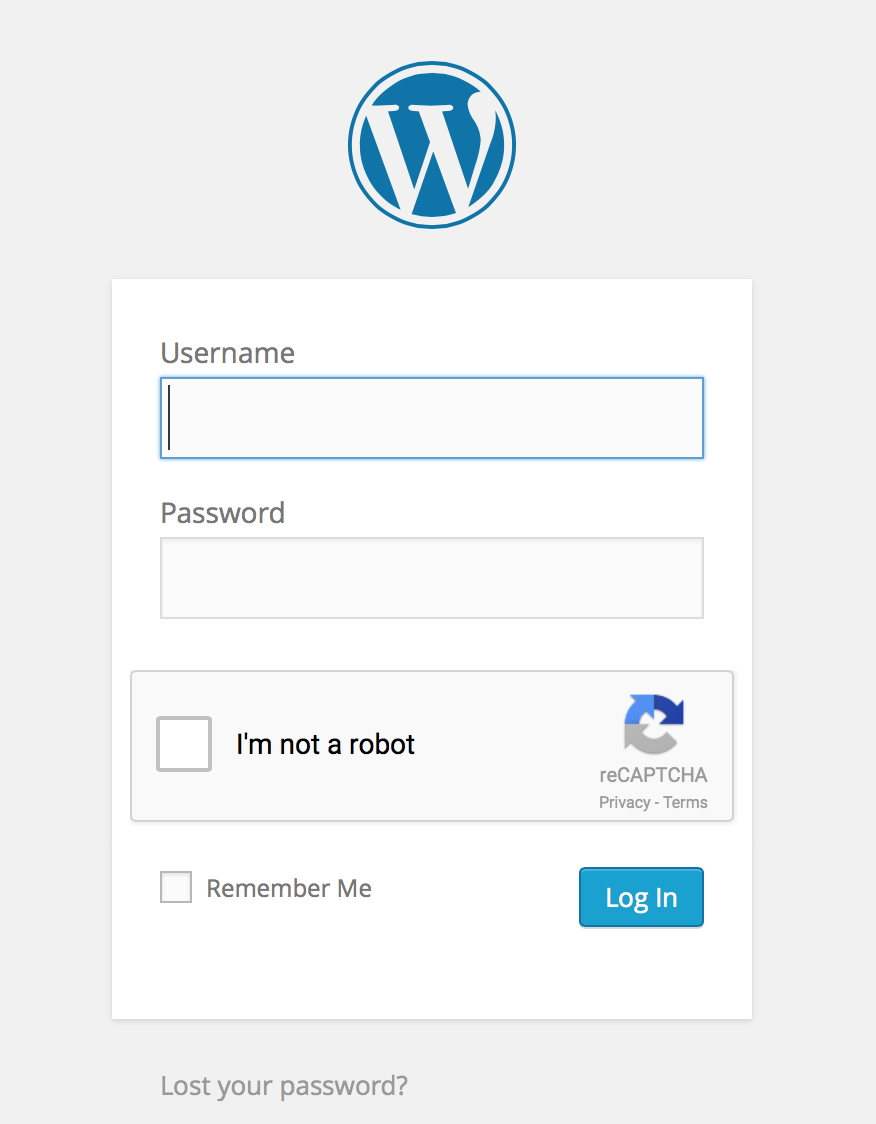 Username
Password
I'm not a robot
reCAPTCHA
Privacy - Terms
Remember Me
Log In
Lost your password?